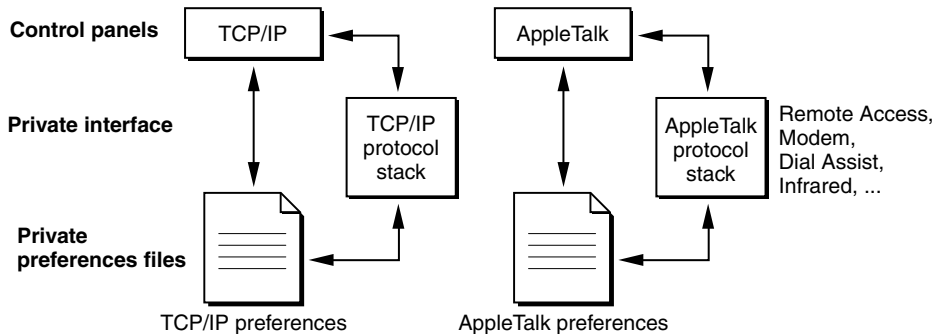 Control panels
TCP/IP
AppleTalk
Private interface
TCP/IP
protocol
stack
AppleTalk
protocol
stack
Remote Access,
Modem,
Dial Assist,
Infrared, ...
Private
preferences files
TCP/IP preferences
AppleTalk preferences